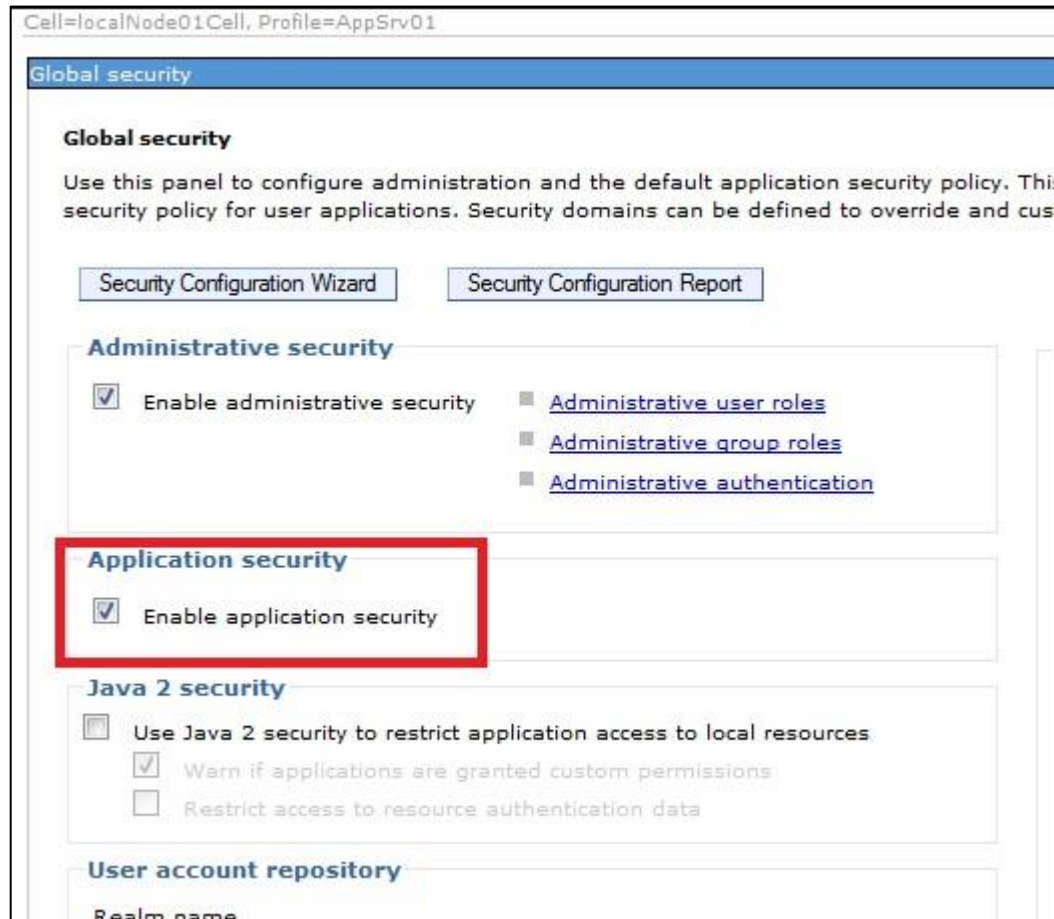 Cell=localNode01Cell, Profile=AppSrv01
Global security
Global security
Use this panel to configure administration and the default application security policy. This
security policy for user applications. Security domains can be defined to override and cus
Security Configuration Wizard Security Configuration Report
Administrative security
Enable administrative security Administrative user roles
Administrative group roles
Administrative authentication
Application security
Enable application security
Java 2 security
Use Java 2 security to restrict application access to local resources
Warn if applications are granted custom permissions
Restrict access to resource authentication data
User account repository
Realm name